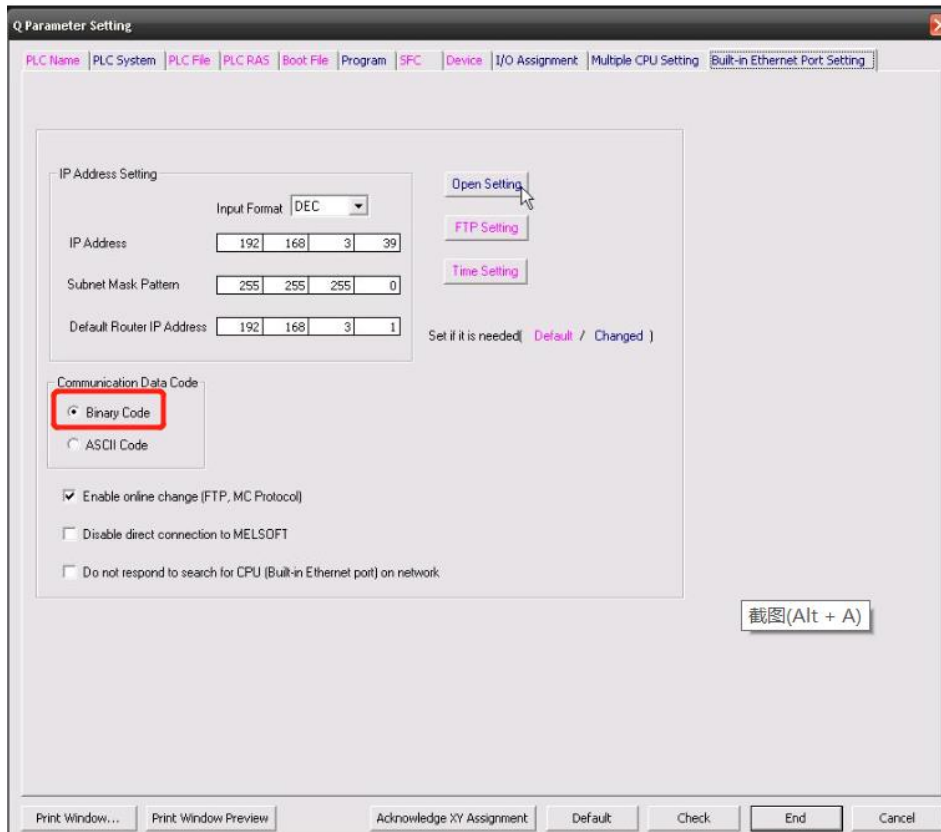 Q Parameter Setting
PLC Name PLC System PLC File PLC RAS Boot File Program SFC Device I/O Assignment Multiple CPU Setting Built-in Ethernet Port Setting
IP Address Setting
Input Format DEC
IP Address 192 168 3 39
Subnet Mask Pattern 255 255 255 0
Default Router IP Address 192 168 3 1
Open Setting
FTP Setting
Time Setting
Set if it is needed( Default / Changed )
Communication Data Code
Binary Code
ASCII Code
Enable online change (FTP, MC Protocol)
Disable direct connection to MELSOFT
Do not respond to search for CPU (Built-in Ethernet port) on network
截图(Alt + A)
Print Window... Print Window Preview Acknowledge XY Assignment Default Check End Cancel